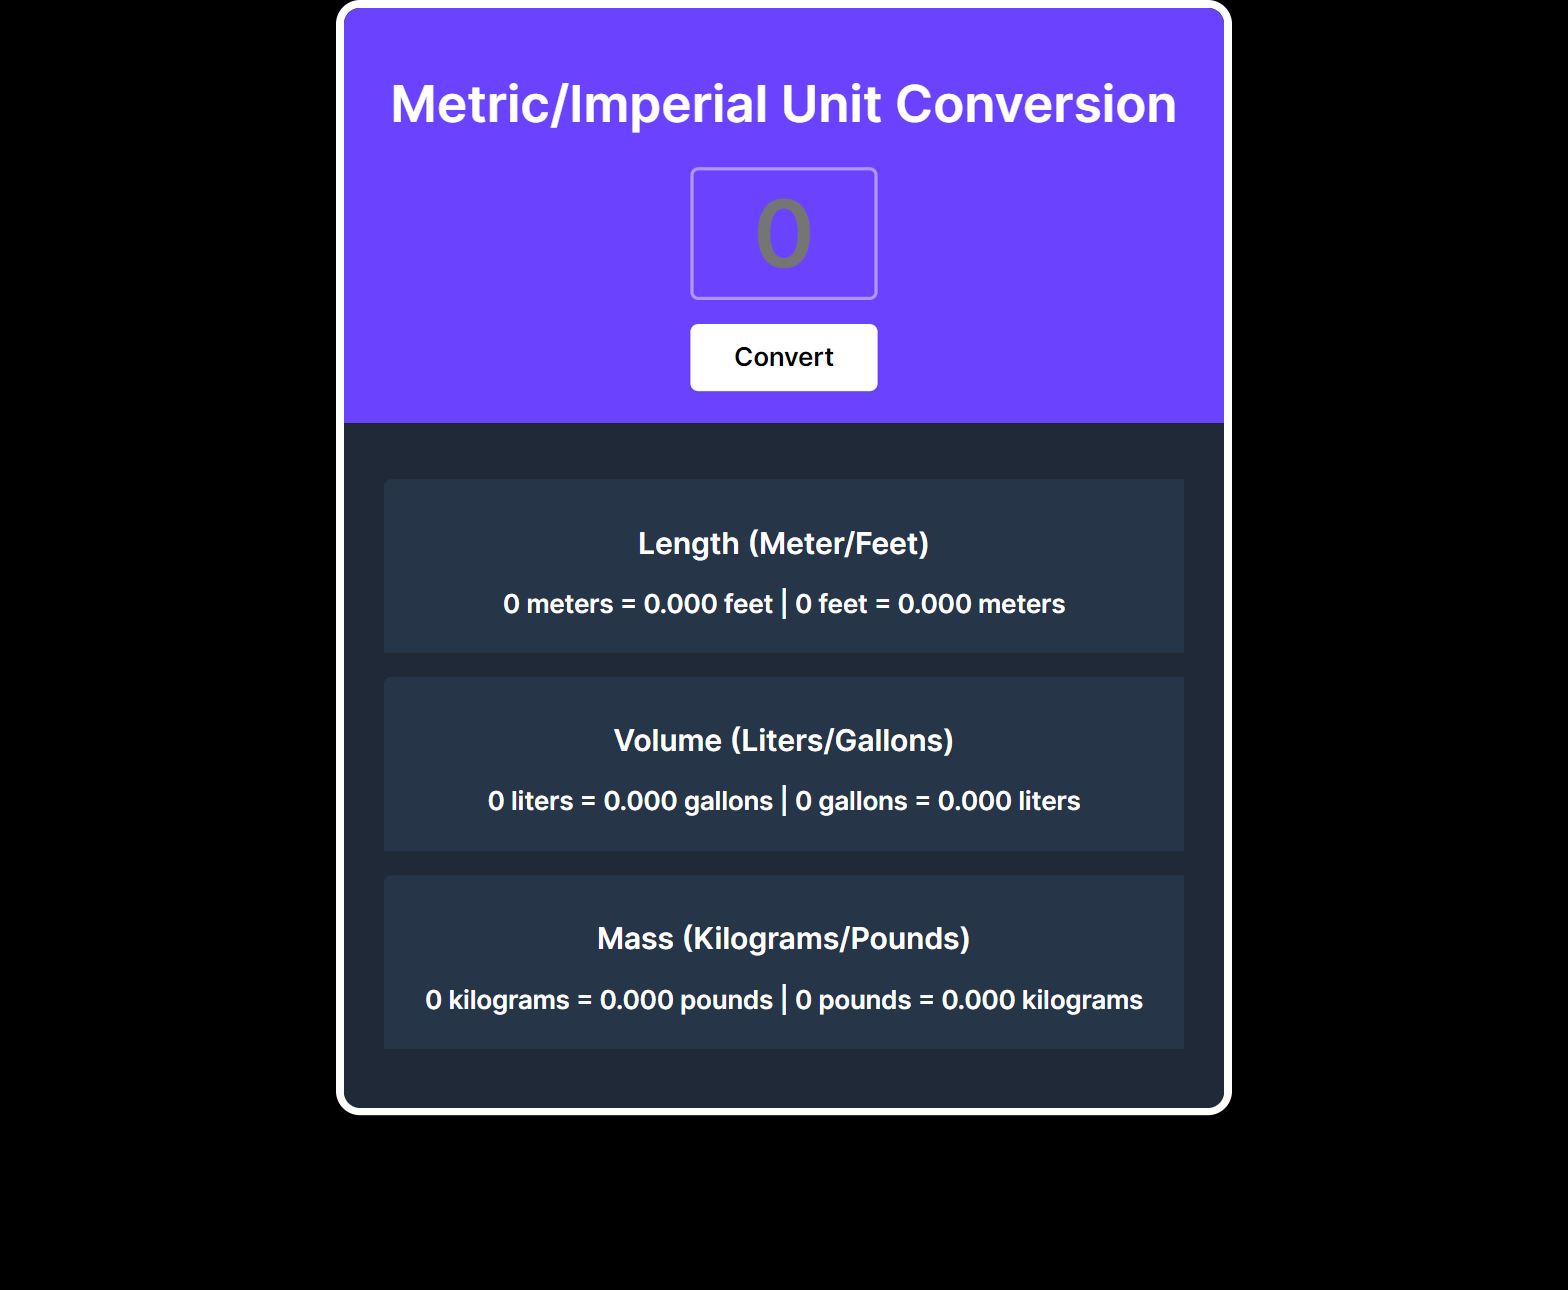 Metric/Imperial Unit Conversion
0
Convert
Length (Meter/Feet)
0 meters = 0.000 feet | 0 feet = 0.000 meters
Volume (Liters/Gallons)
0 liters = 0.000 gallons | 0 gallons = 0.000 liters
Mass (Kilograms/Pounds)
0 kilograms = 0.000 pounds | 0 pounds = 0.000 kilograms